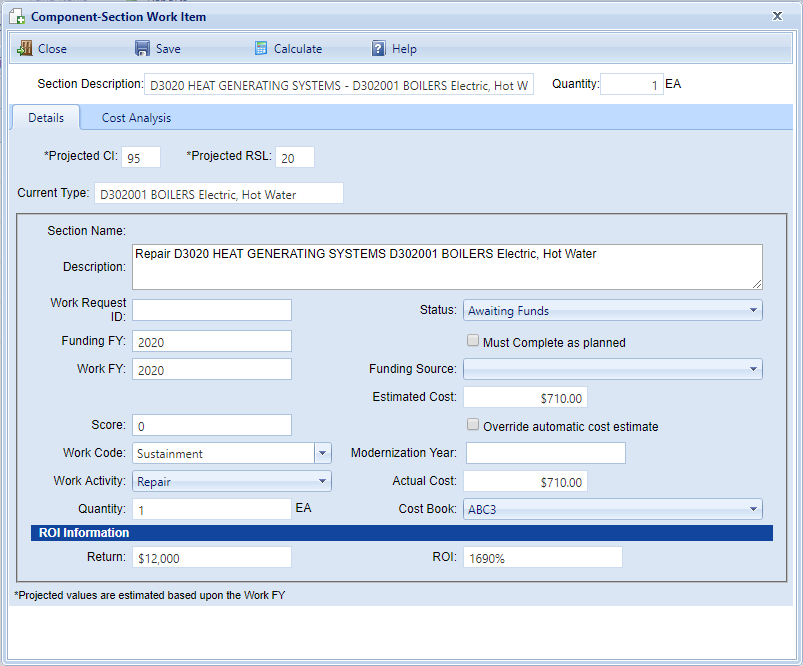 Component-Section Work Item
Close Save Calculate Help
Section Description: D3020 HEAT GENERATING SYSTEMS - D302001 BOILERS Electric, Hot W Quantity: 1 EA
Details Cost Analysis
*Projected CI: 95 *Projected RSL: 20
Current Type: D302001 BOILERS Electric, Hot Water
Section Name:
Description: Repair D3020 HEAT GENERATING SYSTEMS D302001 BOILERS Electric, Hot Water
Work Request
ID:
Status: Awaiting Funds
Funding FY: 2020 Must Complete as planned
Work FY: 2020 Funding Source:
Estimated Cost: $710.00
Score: 0 Override automatic cost estimate
Work Code: Sustainment Modernization Year:
Work Activity: Repair Actual Cost: $710.00
Quantity: 1 EA Cost Book: ABC3
ROI Information
Return: $12,000 ROI: 1690%
*Projected values are estimated based upon the Work FY